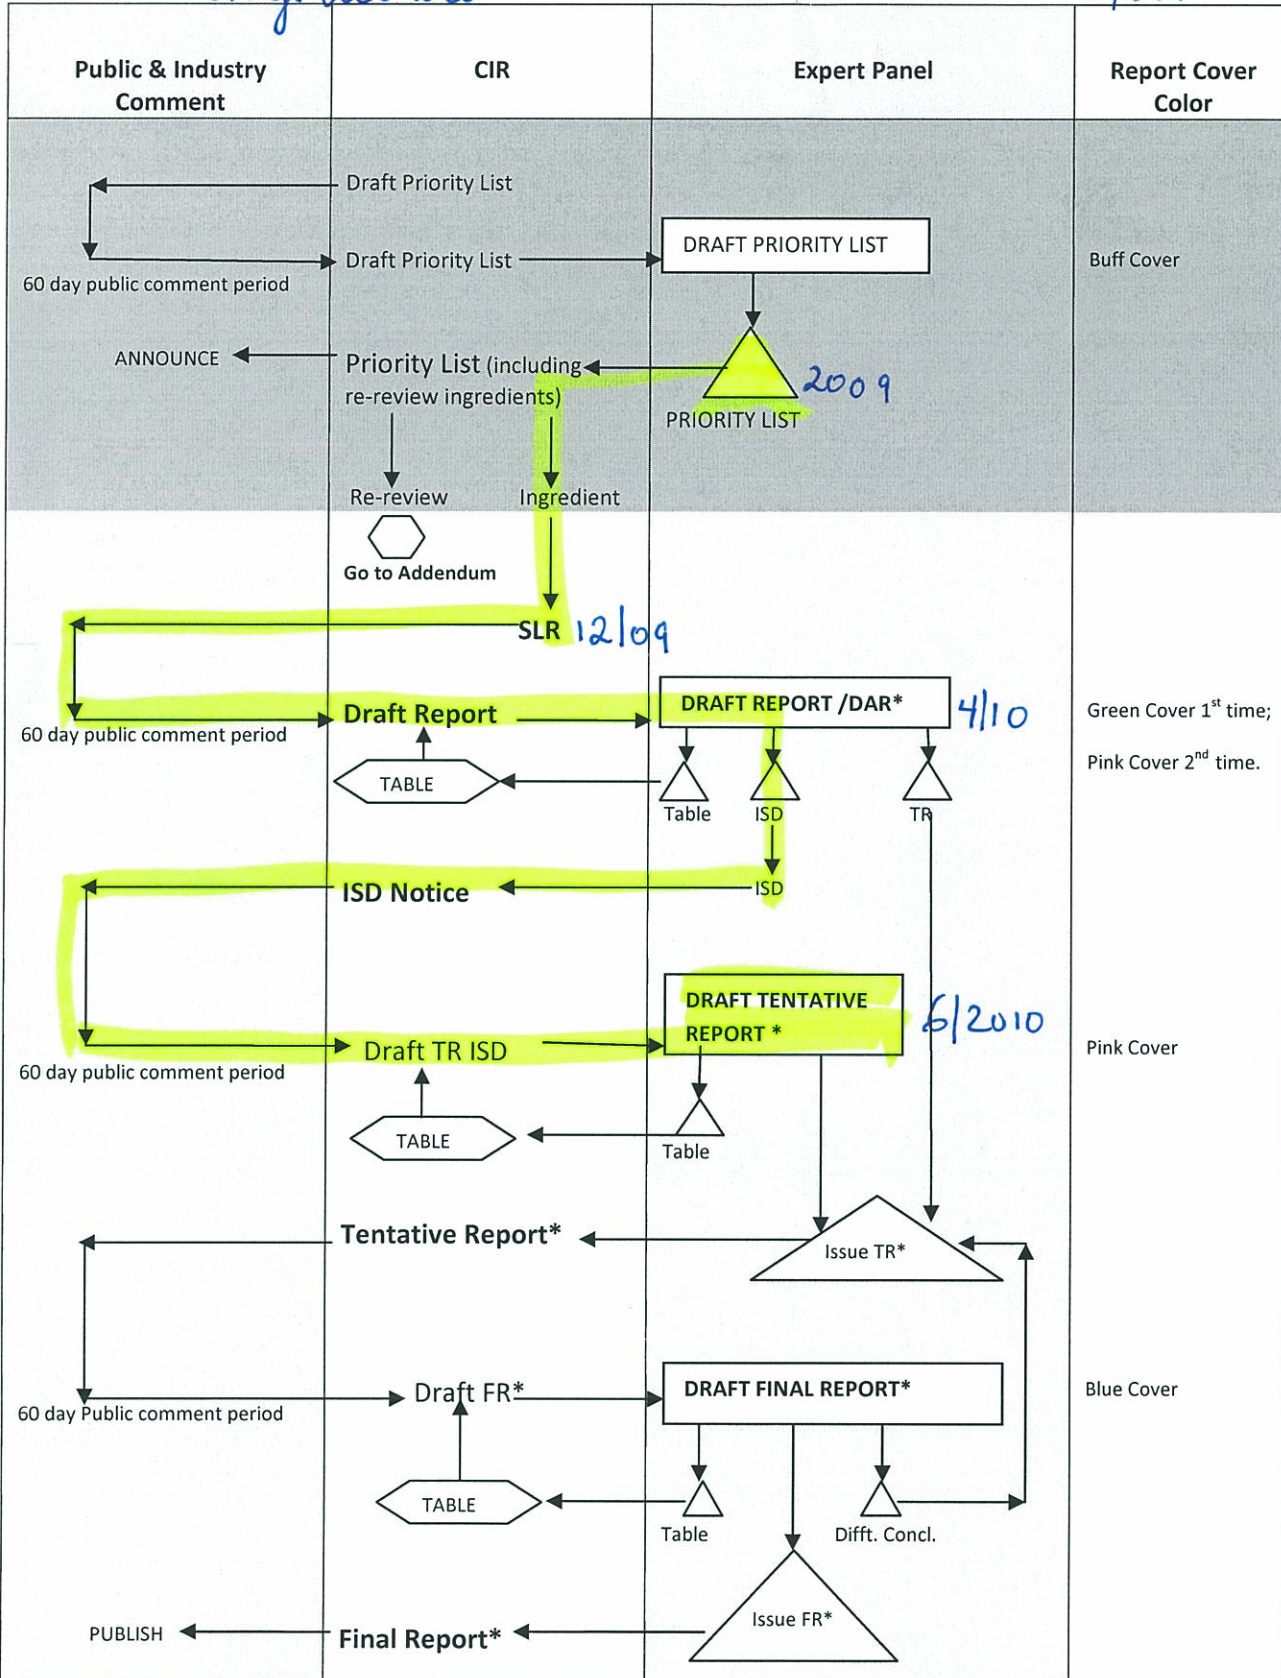 Public & Industry Comment
CIR
Expert Panel
Report Cover Color
Draft Priority List
DRAFT PRIORITY LIST
Draft Priority List
Buff Cover
60 day public comment period
ANNOUNCE
Priority List (including
re-review ingredients)
2009
PRIORITY LIST
Re-review
Ingredient
Go to Addendum
SLR 12/09
DRAFT REPORT /DAR*
4/10
Draft Report
Green Cover 1st time;
60 day public comment period
Pink Cover 2nd time.
TABLE
Table
ISD
TR
ISD Notice
ISD
DRAFT TENTATIVE
REPORT *
6/2010
Draft TR ISD
Pink Cover
60 day public comment period
TABLE
Table
Tentative Report*
Issue TR*
Draft FR*
DRAFT FINAL REPORT*
Blue Cover
60 day Public comment period
TABLE
Table
Difft. Concl.
Issue FR*
PUBLISH
Final Report*